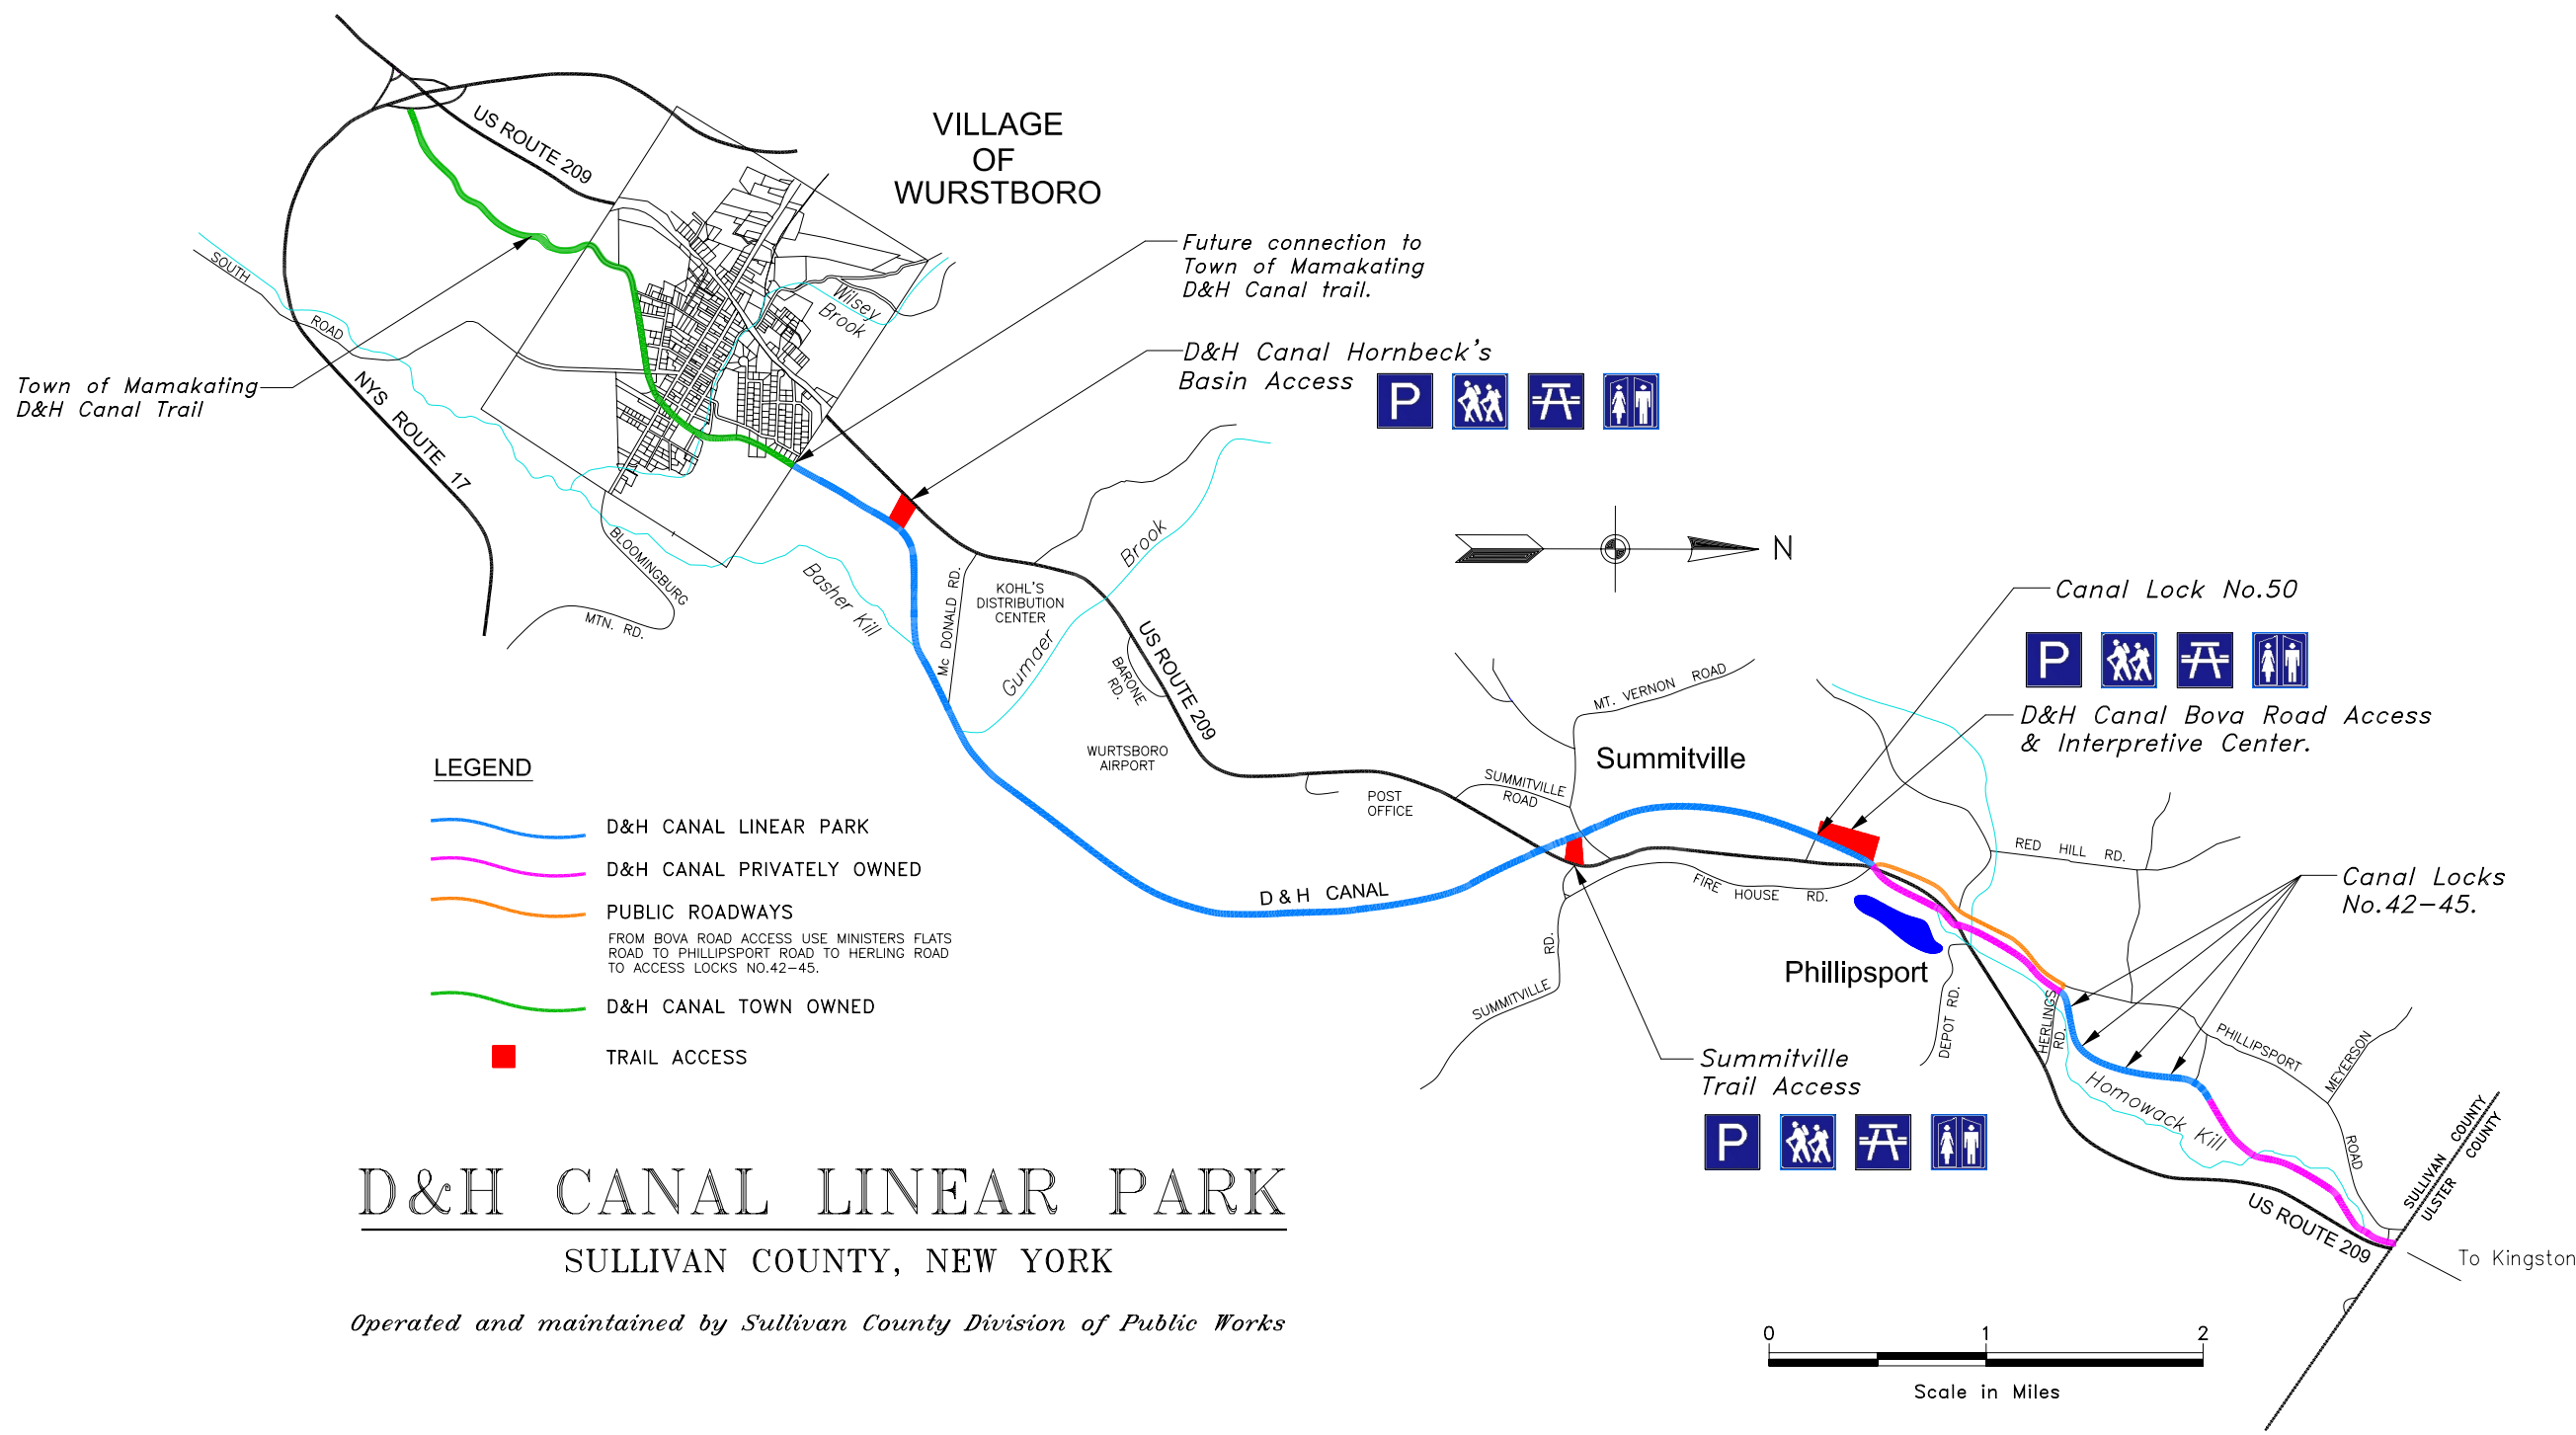 VILLAGE
OF
WURSTBORO
US ROUTE 209
Future connection to
Town of Mamakating
D&H Canal trail.
Wilsey
Brook
SOUTH
ROAD
D&H Canal Hornbeck's
Basin Access
P
Town of Mamakating
D&H Canal Trail
NYS ROUTE 17
BLOOMINGBURG
MTN. RD.
Basher Kill
Mc DONALD RD.
KOHL'S
DISTRIBUTION
CENTER
Gumaer Brook
BARONE
RD.
US ROUTE 209
WURTSBORO
AIRPORT
N
Canal Lock No.50
P
D&H Canal Bova Road Access
& Interpretive Center.
MT. VERNON ROAD
Summitville
SUMMITVILLE
ROAD
POST
OFFICE
D & H CANAL
FIRE HOUSE RD.
RED HILL RD.
Canal Locks
No.42-45.
Phillipsport
SUMMITVILLE RD.
DEPOT RD.
HERLINGS
RD.
PHILLIPSPORT
ROAD
MEYERSON
Homowack Kill
Summitville
Trail Access
P
SULLIVAN COUNTY
ULSTER COUNTY
US ROUTE 209
To Kingston
LEGEND
D&H CANAL LINEAR PARK
D&H CANAL PRIVATELY OWNED
PUBLIC ROADWAYS
FROM BOVA ROAD ACCESS USE MINISTERS FLATS
ROAD TO PHILLIPSPORT ROAD TO HERLING ROAD
TO ACCESS LOCKS NO.42-45.
D&H CANAL TOWN OWNED
TRAIL ACCESS
D&H CANAL LINEAR PARK
SULLIVAN COUNTY, NEW YORK
Operated and maintained by Sullivan County Division of Public Works
0 1 2
Scale in Miles